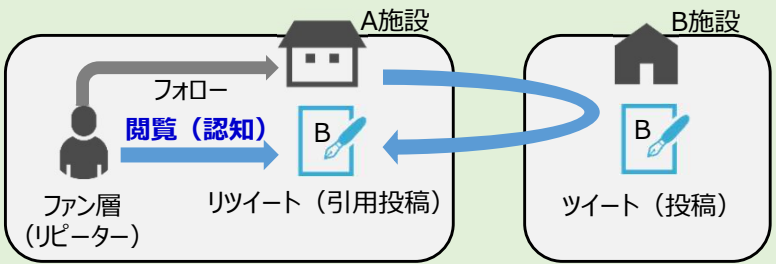 A施設
B施設
フォロー
閲覧（認知）
B
B
ファン層
（リピーター）
リツイート（引用投稿）
ツイート（投稿）